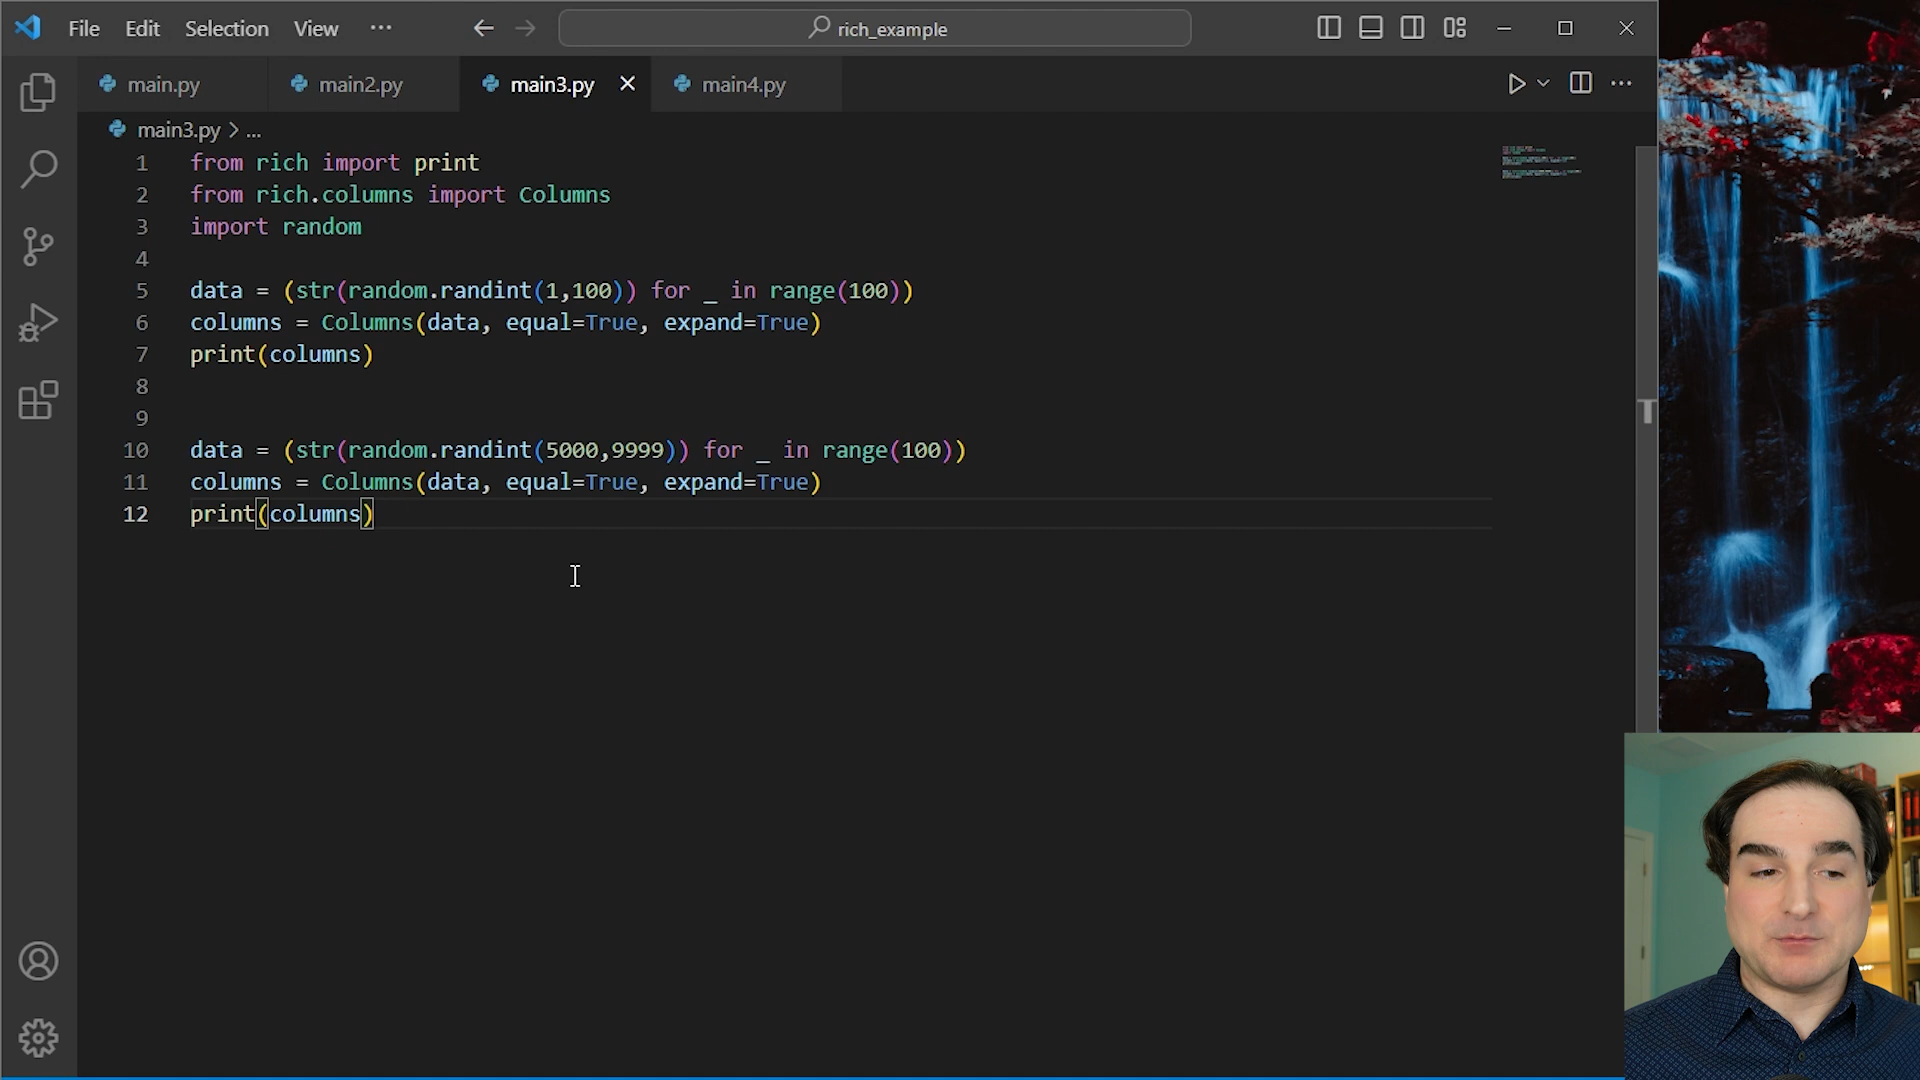 File Edit Selection View ··· rich_example
main.py main2.py main3.py main4.py
main3.py > ...
1 from rich import print
2 from rich.columns import Columns
3 import random
4
5 data = (str(random.randint(1,100)) for _ in range(100))
6 columns = Columns(data, equal=True, expand=True)
7 print(columns)
8
9
10 data = (str(random.randint(5000,9999)) for _ in range(100))
11 columns = Columns(data, equal=True, expand=True)
12 print(columns)